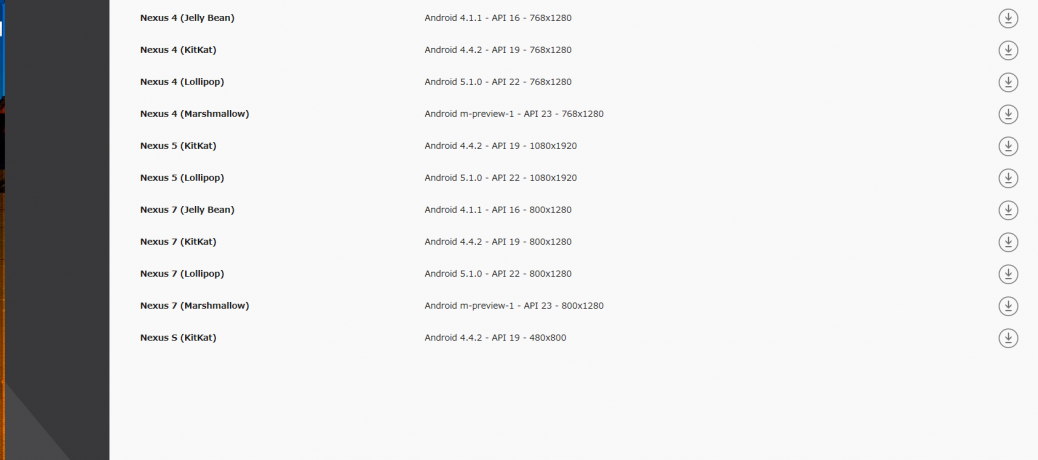 Nexus 4 (Jelly Bean) Android 4.1.1 - API 16 - 768x1280
Nexus 4 (KitKat) Android 4.4.2 - API 19 - 768x1280
Nexus 4 (Lollipop) Android 5.1.0 - API 22 - 768x1280
Nexus 4 (Marshmallow) Android m-preview-1 - API 23 - 768x1280
Nexus 5 (KitKat) Android 4.4.2 - API 19 - 1080x1920
Nexus 5 (Lollipop) Android 5.1.0 - API 22 - 1080x1920
Nexus 7 (Jelly Bean) Android 4.1.1 - API 16 - 800x1280
Nexus 7 (KitKat) Android 4.4.2 - API 19 - 800x1280
Nexus 7 (Lollipop) Android 5.1.0 - API 22 - 800x1280
Nexus 7 (Marshmallow) Android m-preview-1 - API 23 - 800x1280
Nexus S (KitKat) Android 4.4.2 - API 19 - 480x800